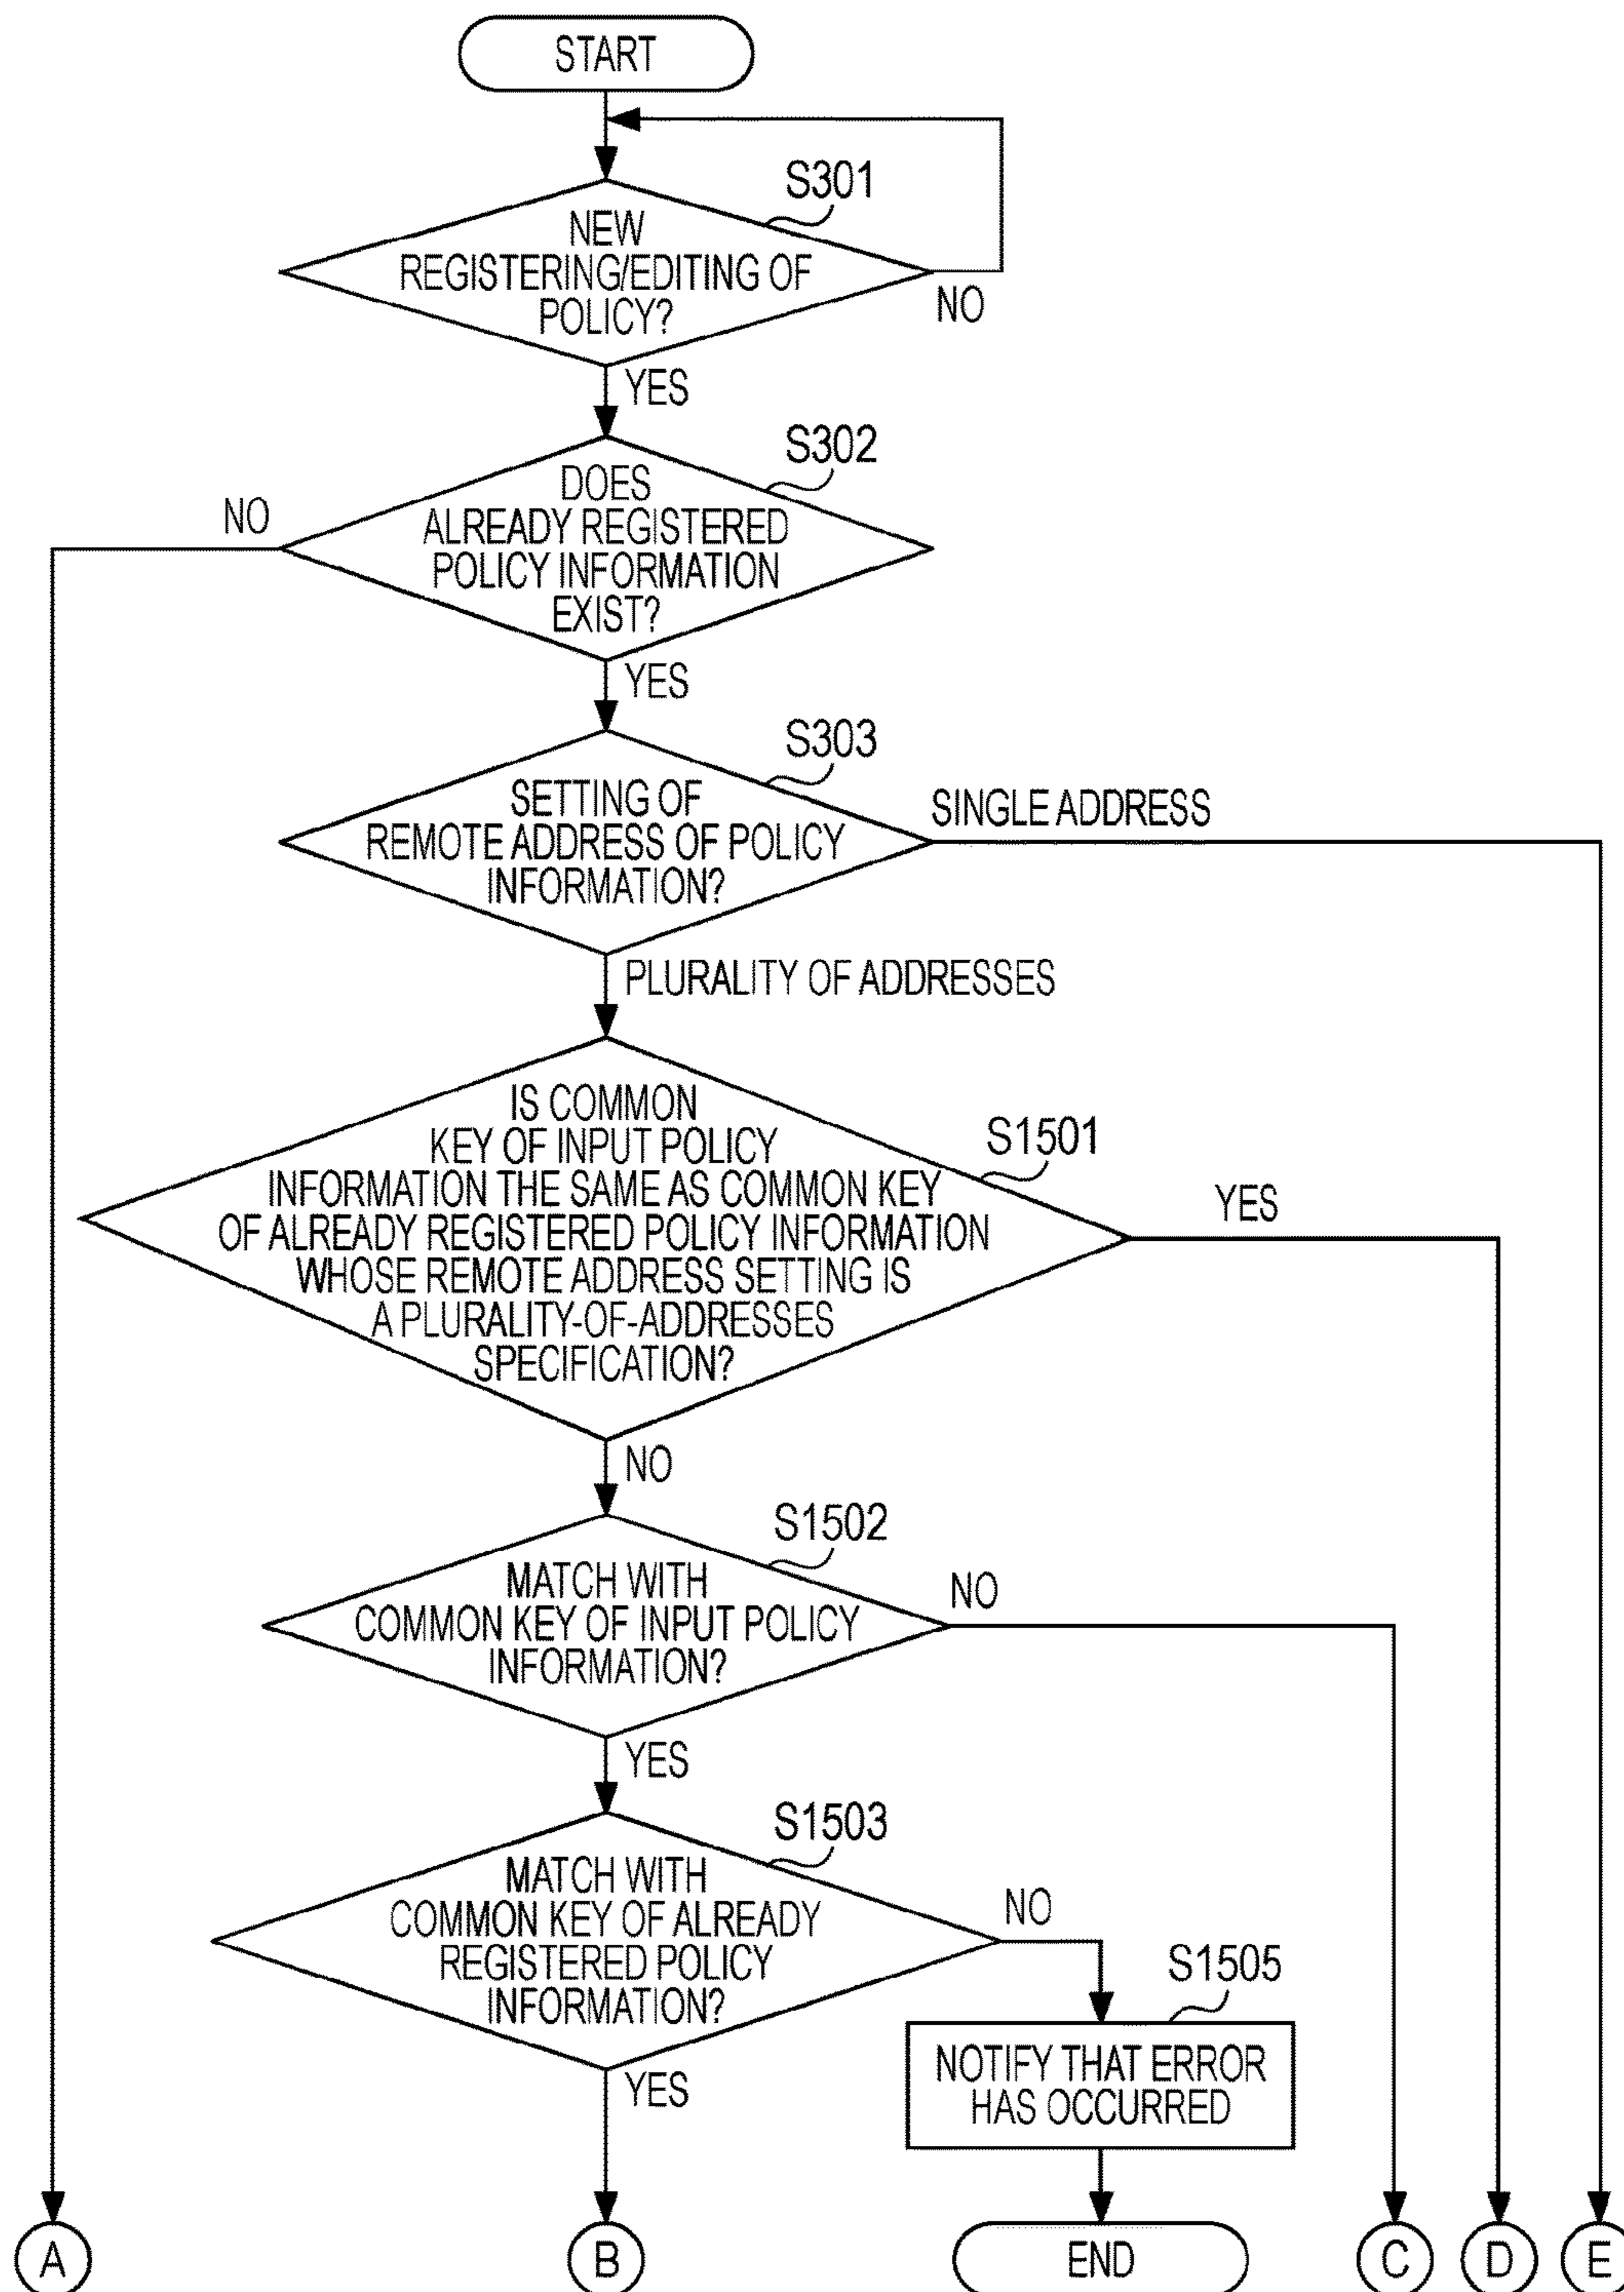 START
S301
NEW
REGISTERING/EDITING OF
POLICY?
NO
YES
S302
DOES
ALREADY REGISTERED
POLICY INFORMATION
EXIST?
NO
YES
S303
SETTING OF
REMOTE ADDRESS OF POLICY
INFORMATION?
SINGLE ADDRESS
PLURALITY OF ADDRESSES
S1501
IS COMMON
KEY OF INPUT POLICY
INFORMATION THE SAME AS COMMON KEY
OF ALREADY REGISTERED POLICY INFORMATION
WHOSE REMOTE ADDRESS SETTING IS
A PLURALITY-OF-ADDRESSES
SPECIFICATION?
YES
NO
S1502
MATCH WITH
COMMON KEY OF INPUT POLICY
INFORMATION?
NO
YES
S1503
MATCH WITH
COMMON KEY OF ALREADY
REGISTERED POLICY
INFORMATION?
NO
YES
S1505
NOTIFY THAT ERROR
HAS OCCURRED
A
B
END
C
D
E